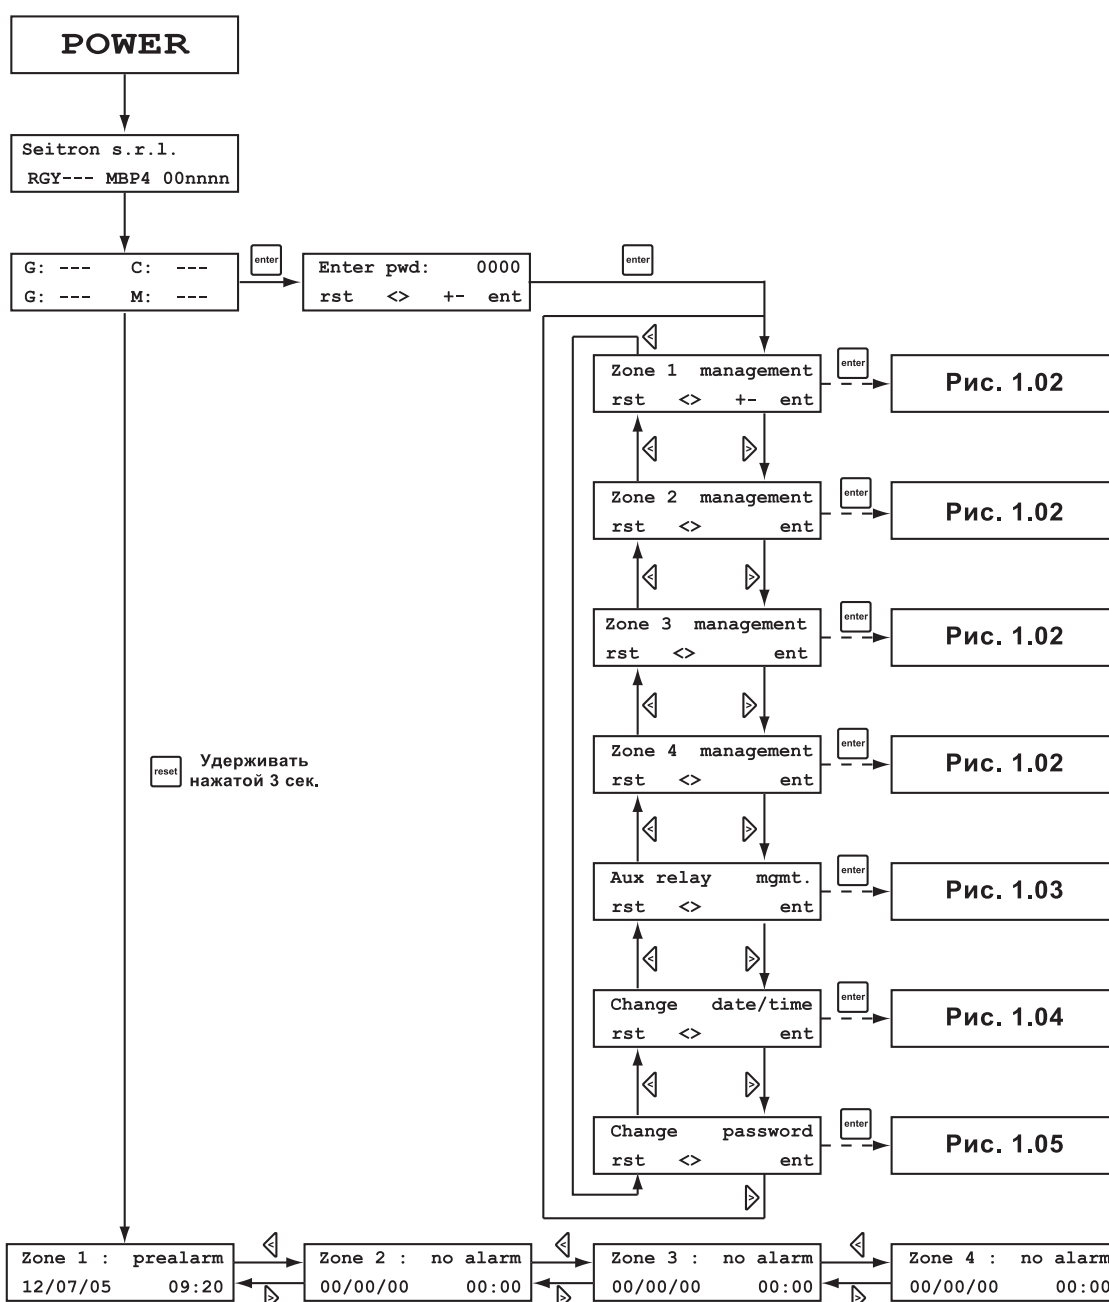 POWER
Seitron s.r.l.
RGY--- MBP4 00nnnn
G: --- C: ---
G: --- M: ---
enter
Enter pwd: 0000
rst <> +- ent
enter
<
Zone 1 management
rst <> +- ent
enter
Рис. 1.02
< >
Zone 2 management
rst <> ent
enter
Рис. 1.02
< >
Zone 3 management
rst <> ent
enter
Рис. 1.02
< >
Zone 4 management
rst <> ent
enter
Рис. 1.02
reset
Удерживать
нажатой 3 сек.
< >
Aux relay mgmt.
rst <> ent
enter
Рис. 1.03
< >
Change date/time
rst <> ent
enter
Рис. 1.04
< >
Change password
rst <> ent
enter
Рис. 1.05
>
Zone 1 : prealarm
12/07/05 09:20
<
>
Zone 2 : no alarm
00/00/00 00:00
<
>
Zone 3 : no alarm
00/00/00 00:00
<
>
Zone 4 : no alarm
00/00/00 00:00